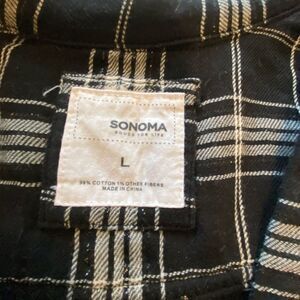 SONOMA
GOODS FOR LIFE
L
99% COTTON 1% OTHER FIBERS
MADE IN CHINA